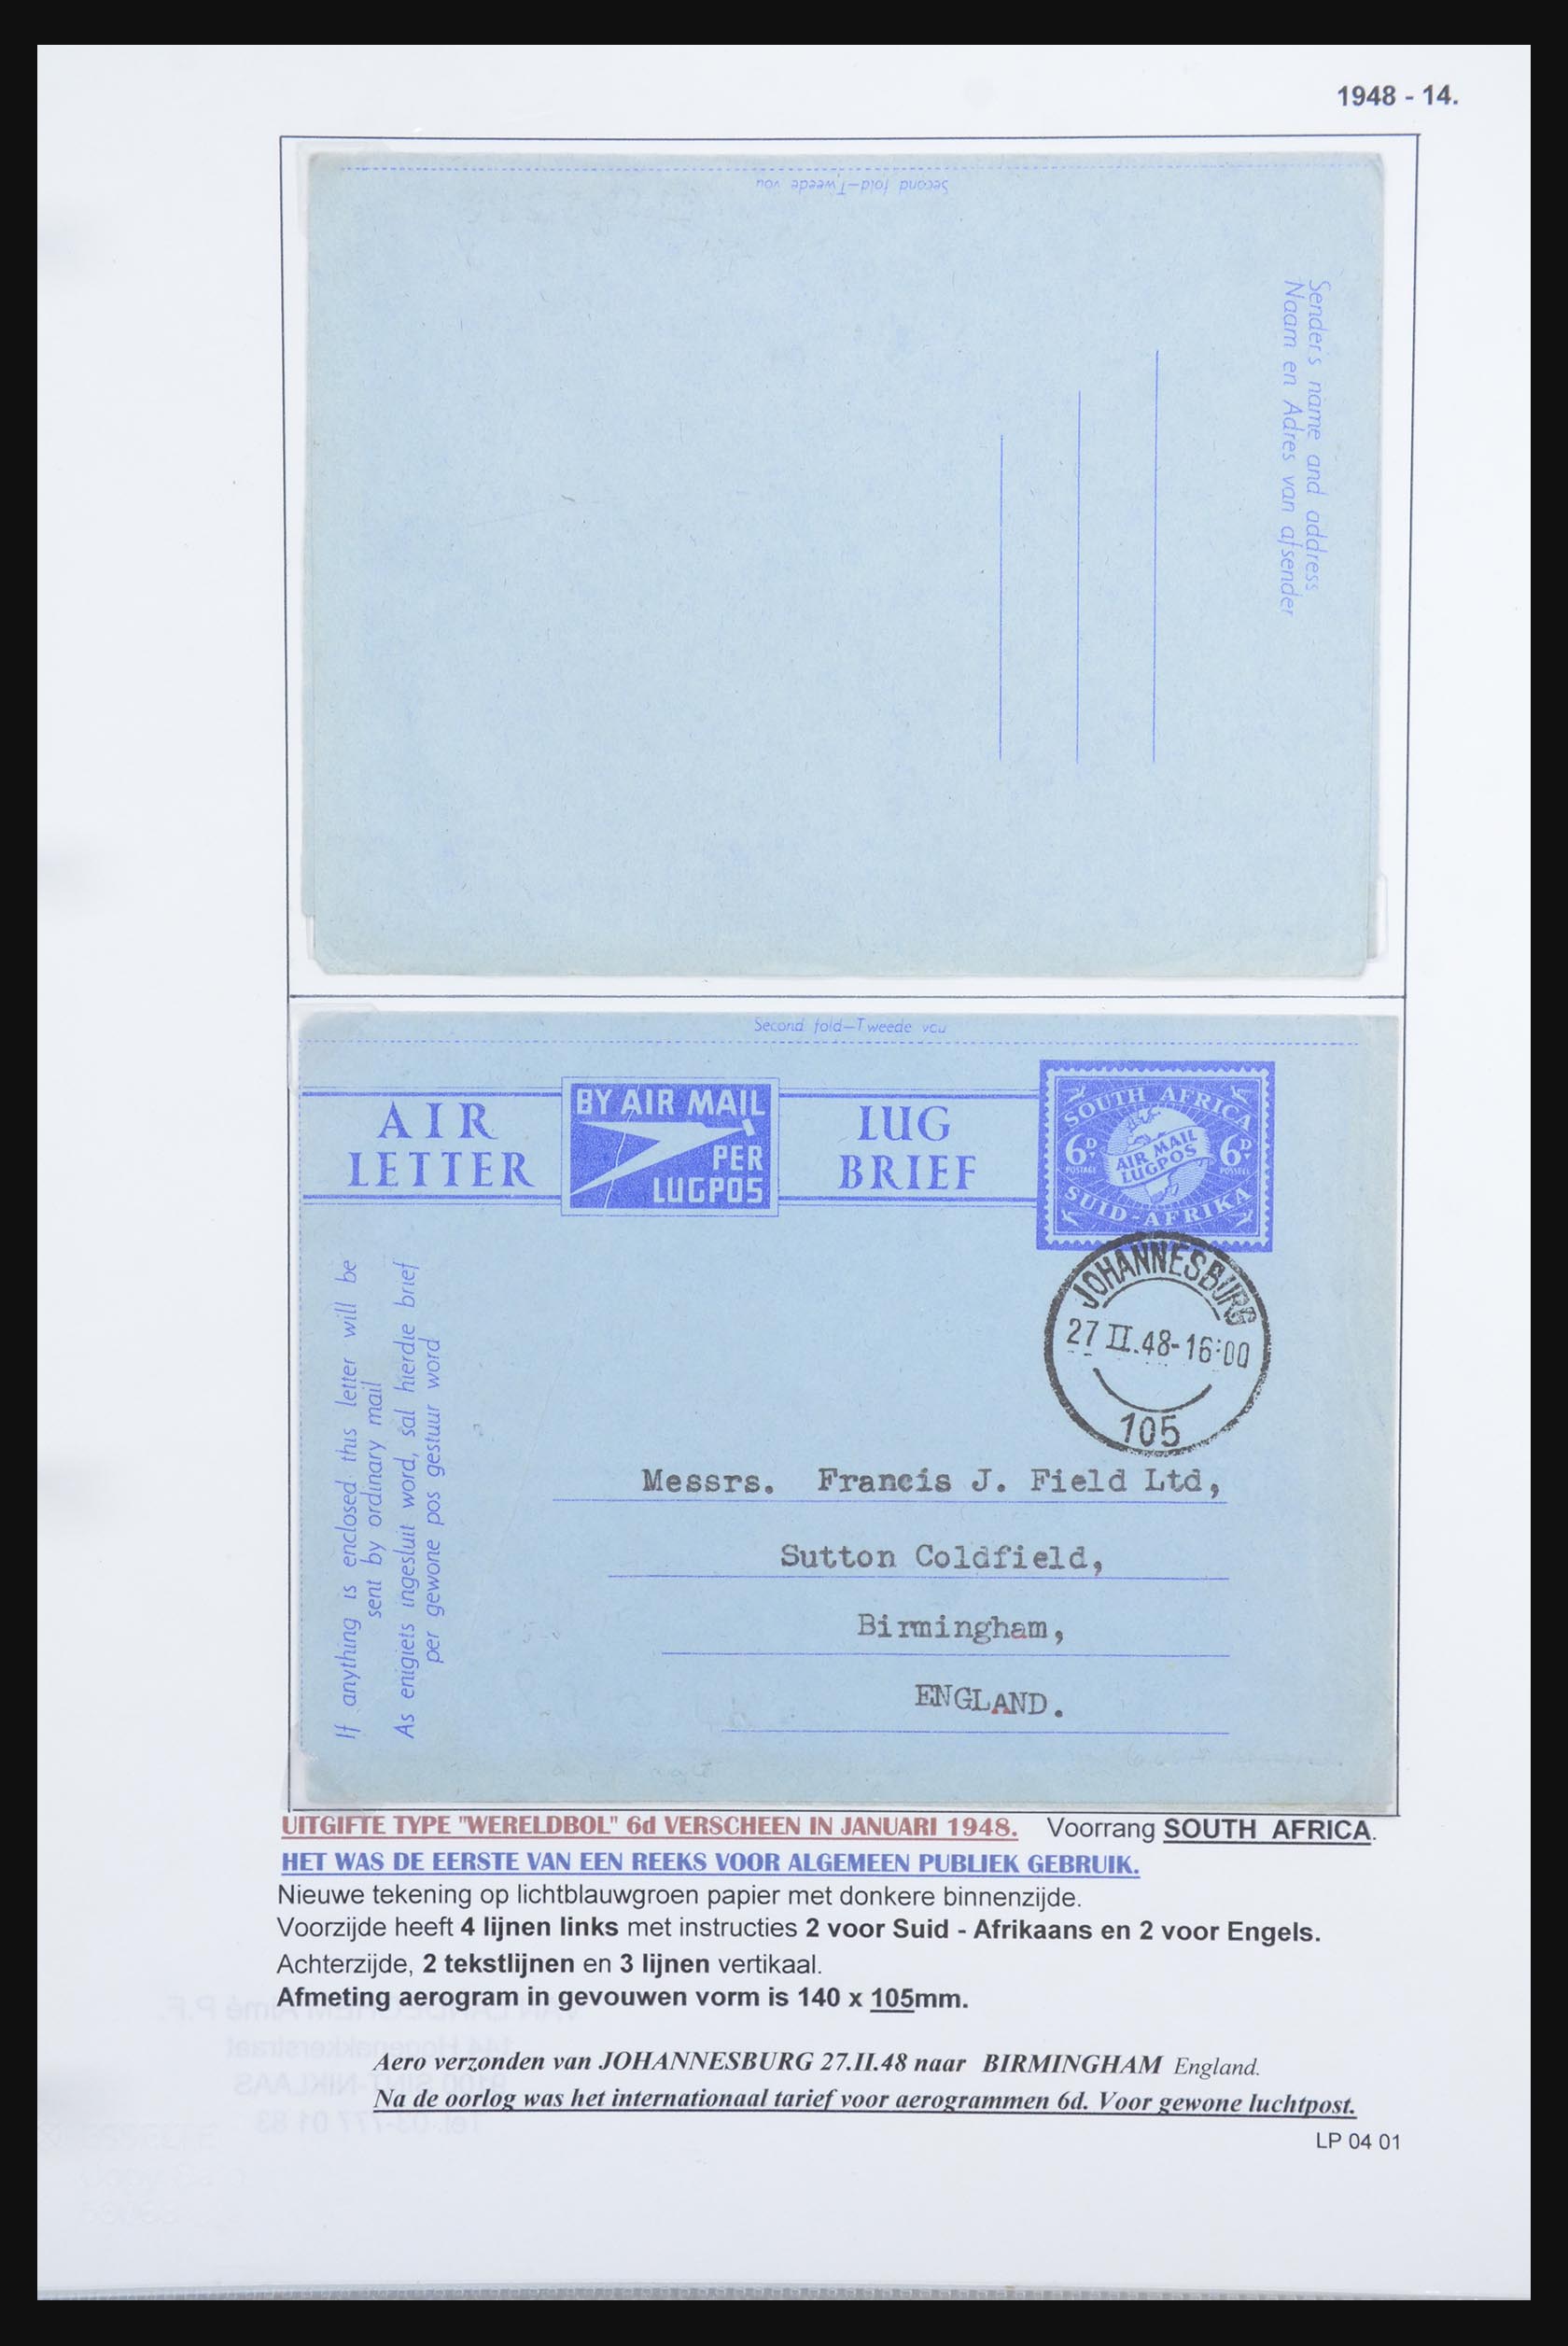 1948 - 14.
Second fold—Tweede vou
Sender's name and address
Naam en Adres van afsender
Second fold—Tweede vou
AIR
LETTER
BY AIR MAIL
PER
LUGPOS
LUG
BRIEF
SOUTH AFRICA
6D.
POSTAGE
AIR MAIL
LUGPOS
6D.
POSSEËL
SUID-AFRIKA
JOHANNESBURG
27 II.48-16:00
105
If anything is enclosed this letter will be
sent by ordinary mail
As enigiets ingesluit word, sal hierdie brief
per gewone pos gestuur word
Messrs. Francis J. Field Ltd,
Sutton Coldfield,
Birmingham,
ENGLAND.
UITGIFTE TYPE "WERELDBOL" 6d VERSCHEEN IN JANUARI 1948. Voorrang SOUTH AFRICA.
HET WAS DE EERSTE VAN EEN REEKS VOOR ALGEMEEN PUBLIEK GEBRUIK.
Nieuwe tekening op lichtblauwgroen papier met donkere binnenzijde.
Voorzijde heeft 4 lijnen links met instructies 2 voor Suid - Afrikaans en 2 voor Engels.
Achterzijde, 2 tekstlijnen en 3 lijnen vertikaal.
Afmeting aerogram in gevouwen vorm is 140 x 105mm.
Aero verzonden van JOHANNESBURG 27.II.48 naar BIRMINGHAM England.
Na de oorlog was het internationaal tarief voor aerogrammen 6d. Voor gewone luchtpost.
LP 04 01